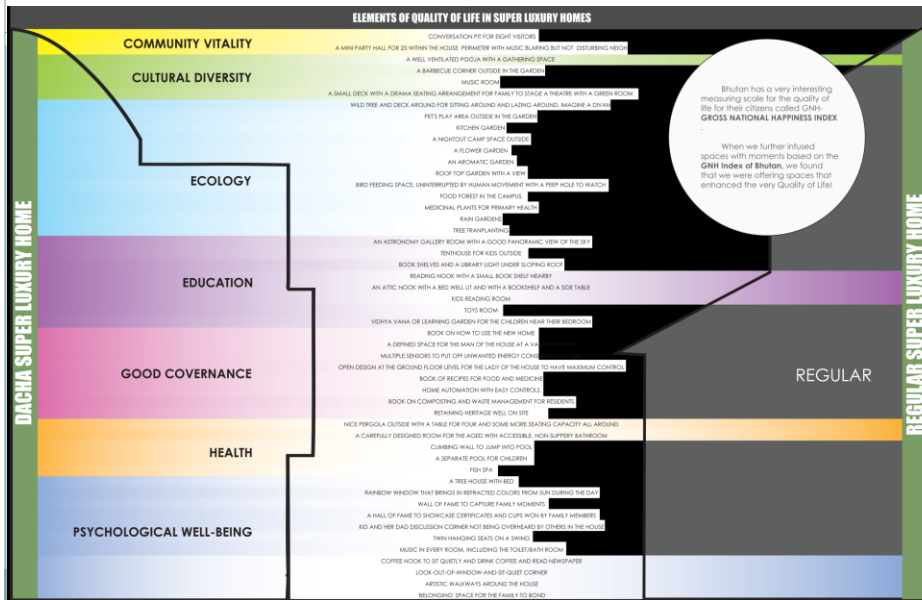 ELEMENTS OF QUALITY OF LIFE IN SUPER LUXURY HOMES
DACHA SUPER LUXURY HOME
COMMUNITY VITALITY
CONVERSATION PIT FOR EIGHT VISITORS
A MINI PARTY HALL FOR 25 WITHIN THE HOUSE PERIMETER WITH MUSIC BLARING BUT NOT DISTURBING NEIGH
CULTURAL DIVERSITY
A WELL VENTILATED POOJA WITH A GATHERING SPACE
A BARBECUE CORNER OUTSIDE IN THE GARDEN
MUSIC ROOM
A SMALL DECK WITH A DRAMA SEATING ARRANGEMENT FOR FAMILY TO STAGE A THEATRE WITH A GREEN ROOM
ECOLOGY
WILD TREE AND DECK AROUND FOR SITTING AROUND AND LAZING AROUND, IMAGINE A DIVAN
PET'S PLAY AREA OUTSIDE IN THE GARDEN
KITCHEN GARDEN
A NIGHTOUT CAMP SPACE OUTSIDE
A FLOWER GARDEN
AN AROMATIC GARDEN
ROOF TOP GARDEN WITH A VIEW
BIRD FEEDING SPACE, UNINTERRUPTED BY HUMAN MOVEMENT WITH A PEEP HOLE TO WATCH
FOOD FOREST IN THE CAMPUS
MEDICINAL PLANTS FOR PRIMARY HEALTH
RAIN GARDENS
TREE TRANPLANTING
EDUCATION
AN ASTRONOMY GALLERY ROOM WITH A GOOD PANORAMIC VIEW OF THE SKY
TENTHOUSE FOR KIDS OUTSIDE
BOOK SHELVES AND A LIBRARY LIGHT UNDER SLOPING ROOF
READING NOOK WITH A SMALL BOOK SHELF NEARBY
AN ATTIC NOOK WITH A BED WELL LIT AND WITH A BOOKSHELF AND A SIDE TABLE
KIDS READING ROOM
TOYS ROOM
VIDHYA VANA OR LEARNING GARDEN FOR THE CHILDREN NEAR THEIR BEDROOM
GOOD COVERNANCE
BOOK ON HOW TO USE THE NEW HOME
A DEFINED SPACE FOR THE MAN OF THE HOUSE AT A
MULTIPLE SENSORS TO PUT OFF UNWANTED ENERGY
OPEN DESIGN AT THE GROUND FLOOR LEVEL FOR THE LADY OF THE HOUSE TO HAVE MAXIMUM CONTROL
BOOK OF RECIPES FOR FOOD AND MEDICINE
HOME AUTOMATION WITH EASY CONTROLS
BOOK ON COMPOSTING AND WASTE MANAGEMENT FOR RESIDENTS
RETAINING HERITAGE WELL ON SITE
HEALTH
NICE PERGOLA OUTSIDE WITH A TABLE FOR FOUR AND SOME MORE SEATING CAPACITY ALL AROUND
A CAREFULLY DESIGNED ROOM FOR THE AGED WITH ACCESSIBLE, NON-SLIPPERY BATHROOM
CLIMBING WALL TO JUMP INTO POOL
A SEPARATE POOL FOR CHILDREN
FISH SPA
PSYCHOLOGICAL WELL-BEING
A TREE HOUSE WITH BED
RAINBOW WINDOW THAT BRINGS IN REFRACTED COLORS FROM SUN DURING THE DAY
WALL OF FAME TO CAPTURE FAMILY MOMENTS
A HALL OF FAME TO SHOWCASE CERTIFICATES AND CUPS WON BY FAMILY MEMBERS
KID AND HER DAD DISCUSSION CORNER NOT BEING OVERHEARD BY OTHERS IN THE HOUSE
TWIN HANGING SEATS ON A SWING
MUSIC IN EVERY ROOM, INCLUDING THE TOILET/BATH ROOM
COFFEE NOOK TO SIT QUIETLY AND DRINK COFFEE AND READ NEWSPAPER
LOOK-OUT-OF-WINDOW-AND-SIT-QUIET CORNER
ARTISTIC WALKWAYS AROUND THE HOUSE
'BELONGING' SPACE FOR THE FAMILY TO BOND
Bhutan has a very interesting
measuring scale for the quality of
life for their citizens called GNH-
GROSS NATIONAL HAPPINESS INDEX
.
When we further infused
spaces with moments based on the
GNH Index of Bhutan, we found
that we were offering spaces that
enhanced the very Quality of Life!
REGULAR
REGULAR SUPER LUXURY HOME